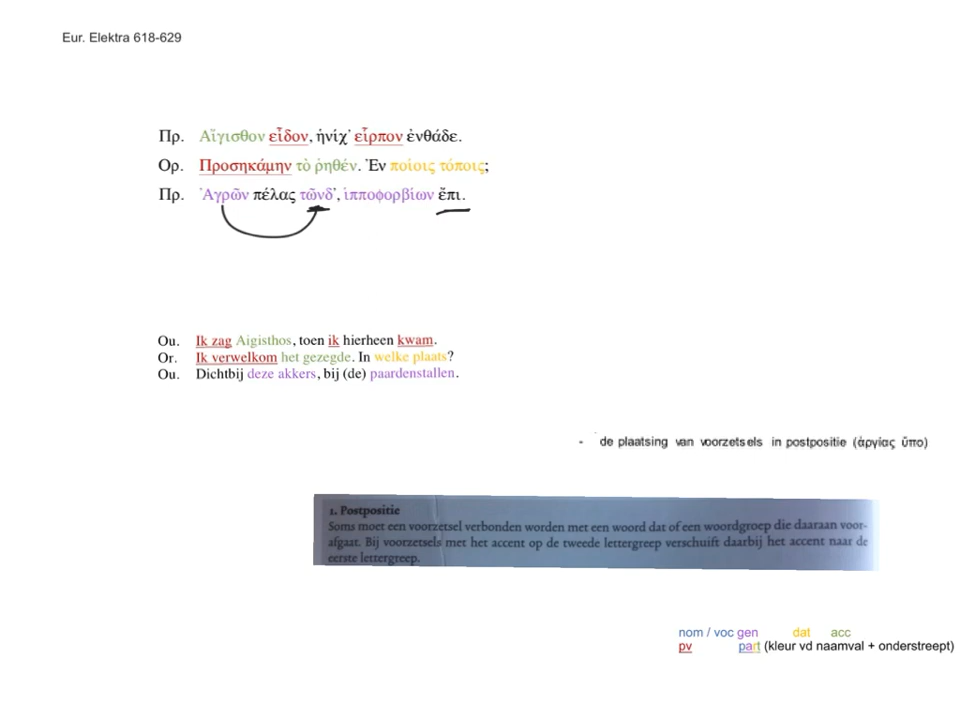 Eur. Elektra 618-629
Πρ. Αἴγισθον εἶδον, ἡνίχ’ εἷρπον ἐνθάδε.
Ορ. Προσηκάμην τὸ ῥηθέν. Ἐν ποίοις τόποις;
Πρ. Ἀγρῶν πέλας τῶνδ’, ἱπποφορβίων ἔπι.
Ou. Ik zag Aigisthos, toen ik hierheen kwam.
Or. Ik verwelkom het gezegde. In welke plaats?
Ou. Dichtbij deze akkers, bij (de) paardenstallen.
- de plaatsing van voorzetsels in postpositie (ἀργίας ὕπο)
1. Postpositie
Soms moet een voorzetsel verbonden worden met een woord dat of een woordgroep die daaraan voor-
afgaat. Bij voorzetsels met het accent op de tweede lettergreep verschuift daarbij het accent naar de
eerste lettergreep.
nom / voc gen dat acc
pv part (kleur vd naamval + onderstreept)